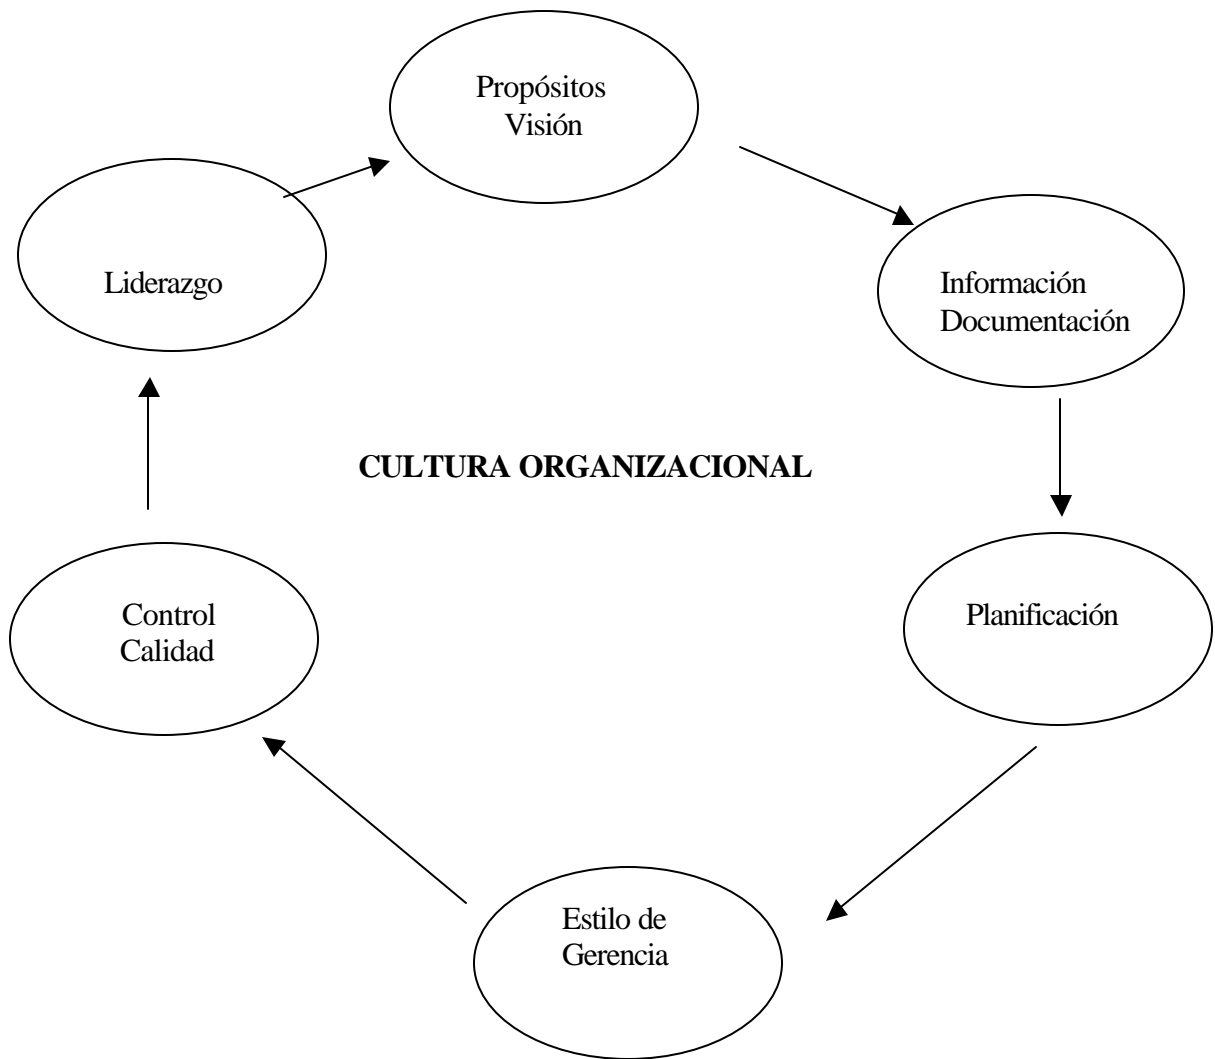 Propósitos
Visión
Liderazgo
Información
Documentación
CULTURA ORGANIZACIONAL
Control
Calidad
Planificación
Estilo de
Gerencia